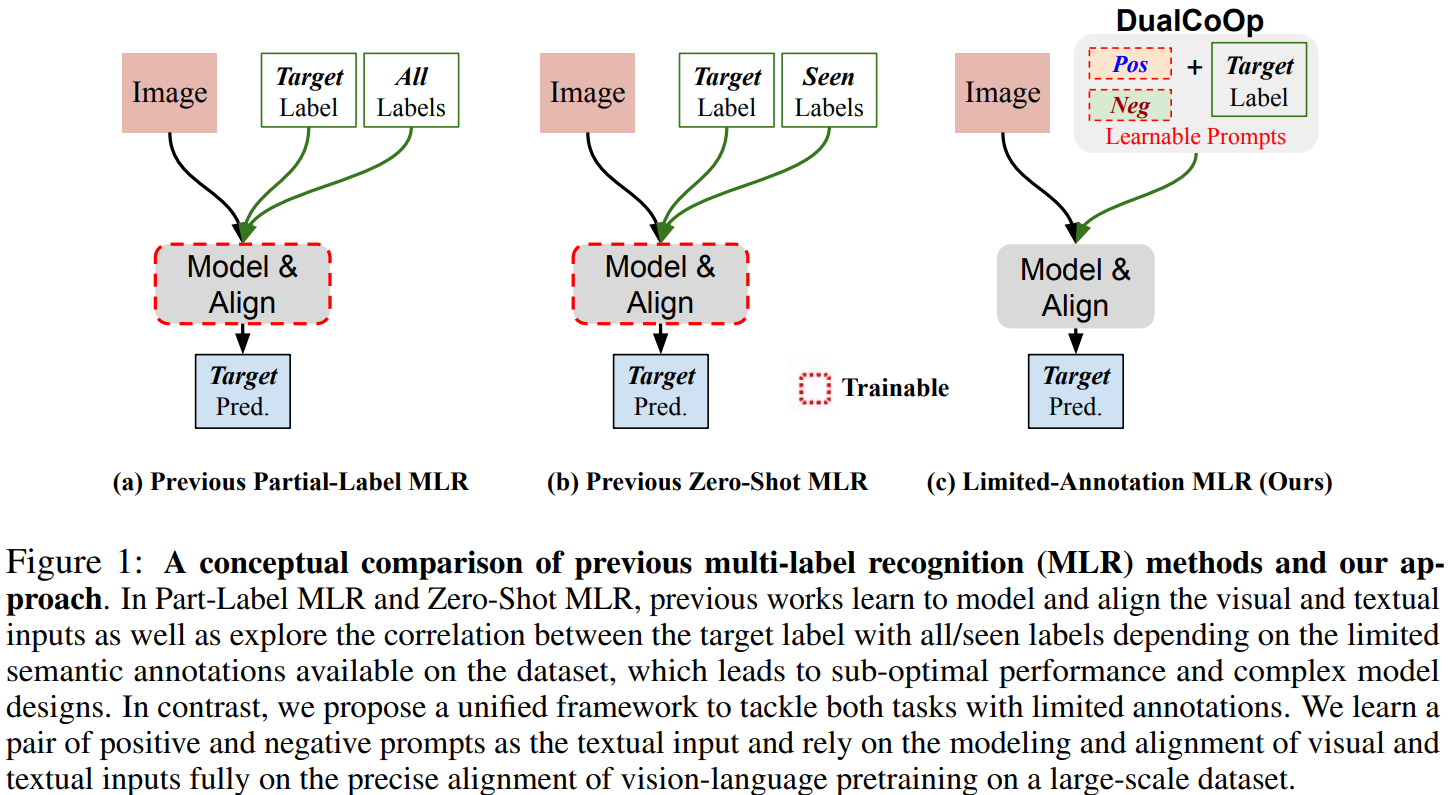 DualCoOp
Image
Target
Label
All
Labels
Image
Target
Label
Seen
Labels
Image
Pos
Neg
+
Target
Label
Learnable Prompts
Model &
Align
Model &
Align
Model &
Align
Target
Pred.
Target
Pred.
Trainable
Target
Pred.
(a) Previous Partial-Label MLR
(b) Previous Zero-Shot MLR
(c) Limited-Annotation MLR (Ours)
Figure 1: A conceptual comparison of previous multi-label recognition (MLR) methods and our ap-
proach. In Part-Label MLR and Zero-Shot MLR, previous works learn to model and align the visual and textual
inputs as well as explore the correlation between the target label with all/seen labels depending on the limited
semantic annotations available on the dataset, which leads to sub-optimal performance and complex model
designs. In contrast, we propose a unified framework to tackle both tasks with limited annotations. We learn a
pair of positive and negative prompts as the textual input and rely on the modeling and alignment of visual and
textual inputs fully on the precise alignment of vision-language pretraining on a large-scale dataset.